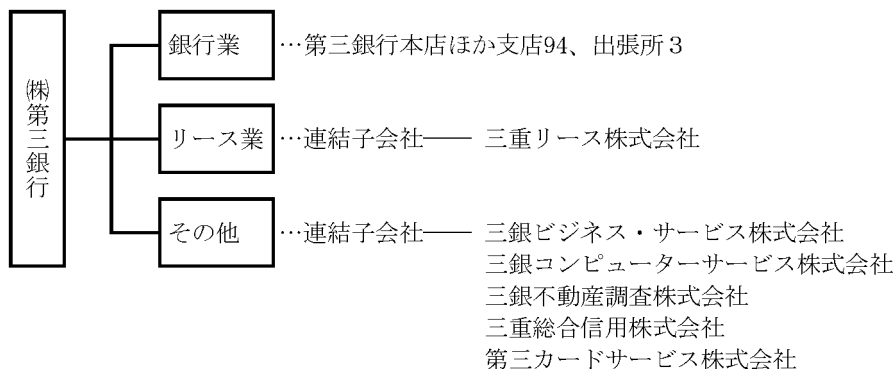 ㈱第三銀行
銀行業 …第三銀行本店ほか支店94、出張所3
リース業 …連結子会社―― 三重リース株式会社
その他 …連結子会社―― 三銀ビジネス・サービス株式会社
三銀コンピューターサービス株式会社
三銀不動産調査株式会社
三重総合信用株式会社
第三カードサービス株式会社